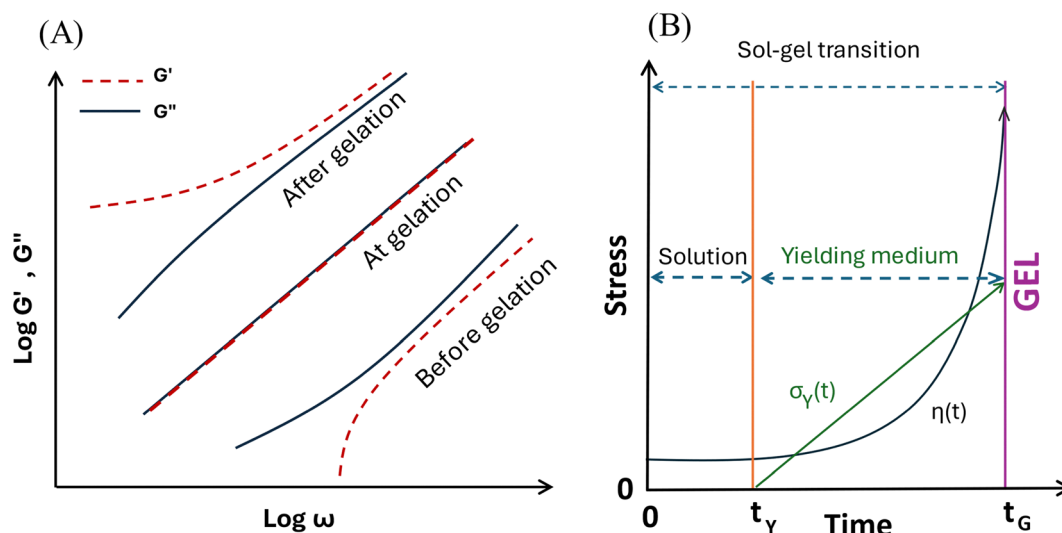 (A)
G'
G"
After gelation
At gelation
Before gelation
Log G' , G"
Log ω
(B)
Sol-gel transition
Solution
Yielding medium
GEL
Stress
σY(t)
η(t)
0
0
tY
Time
tG